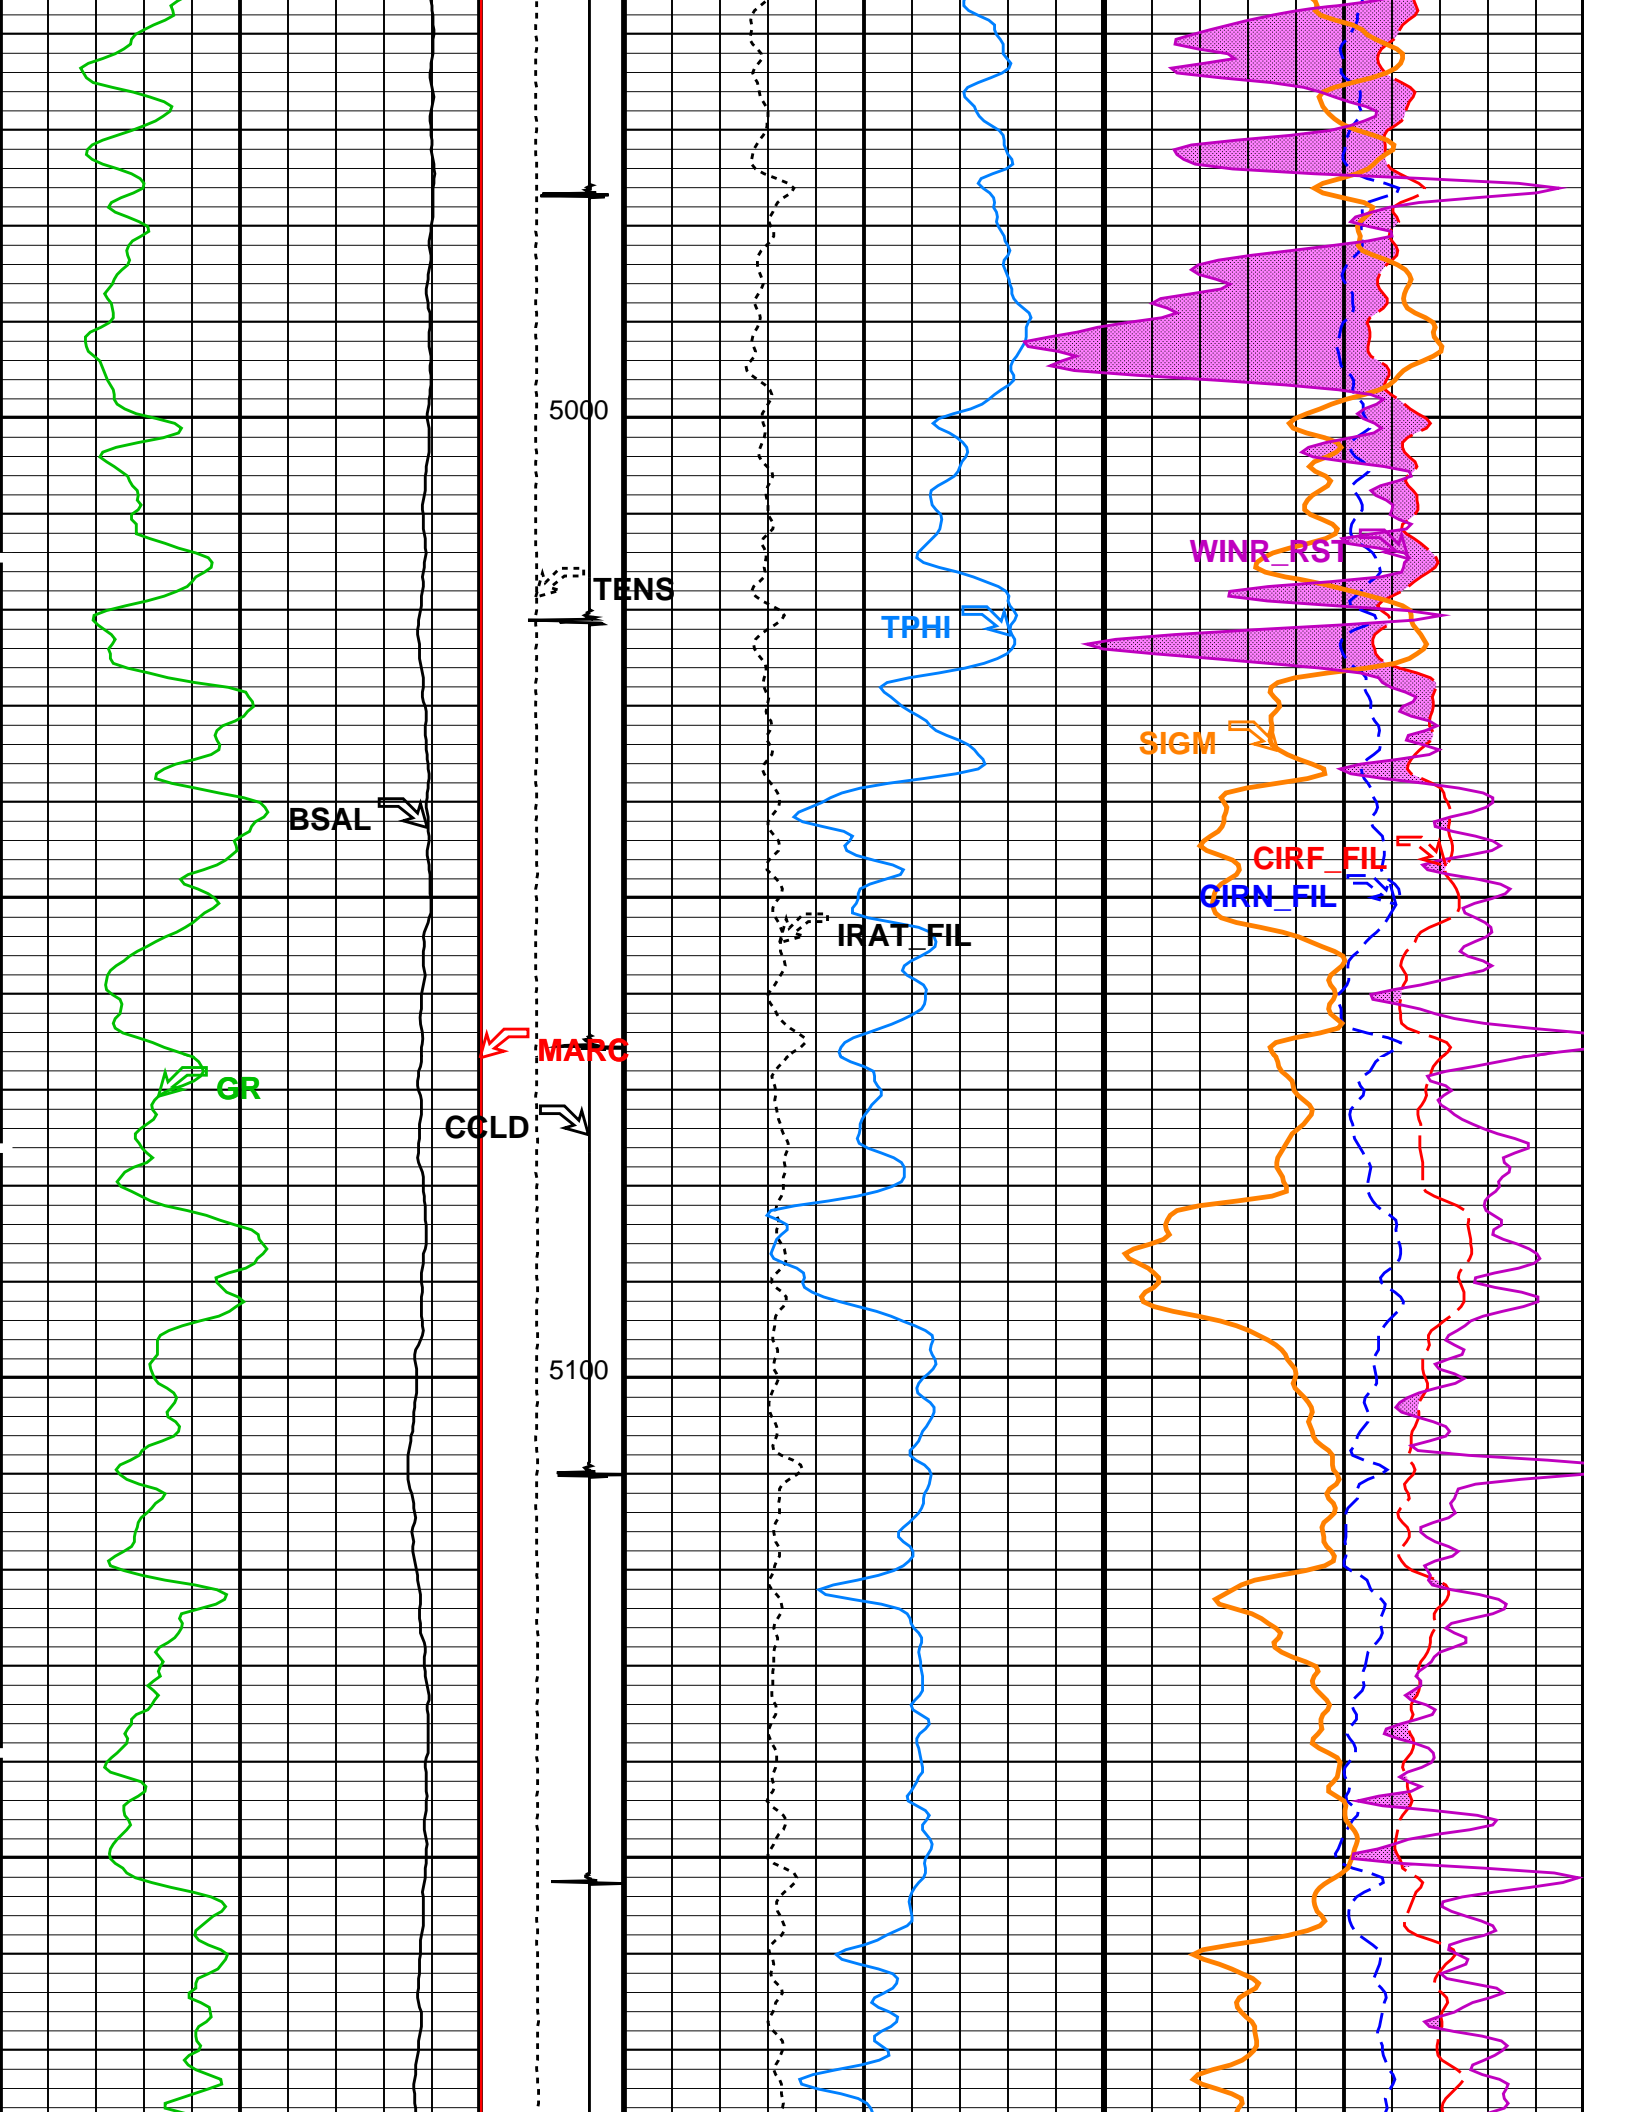 5000
WINR_RST
TENS
TPHI
SIGM
BSAL
CIRF_FIL
CIRN_FIL
IRAT_FIL
MARC
GR
CCLD
5100